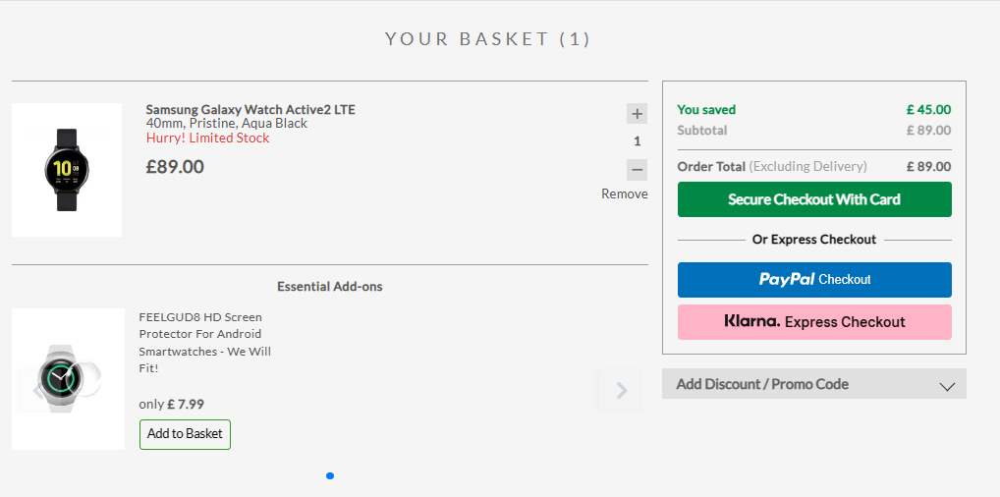 YOUR BASKET (1)
Samsung Galaxy Watch Active2 LTE
40mm, Pristine, Aqua Black
Hurry! Limited Stock
£89.00
+
1
−
Remove
10:08
Essential Add-ons
FEELGUD8 HD Screen
Protector For Android
Smartwatches - We Will
Fit!
only £ 7.99
Add to Basket
You saved £ 45.00
Subtotal £ 89.00
Order Total (Excluding Delivery) £ 89.00
Secure Checkout With Card
Or Express Checkout
PayPal Checkout
Klarna. Express Checkout
Add Discount / Promo Code